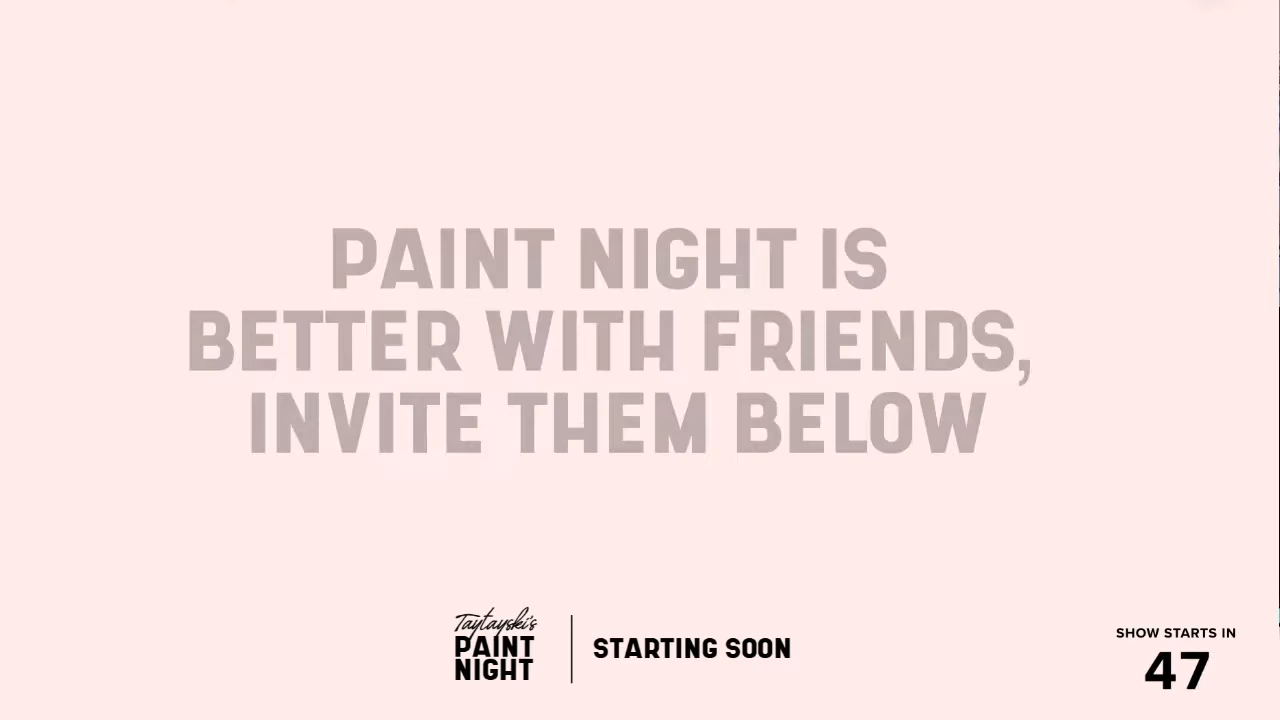 PAINT NIGHT IS
BETTER WITH FRIENDS,
INVITE THEM BELOW
Taytayski's
PAINT
NIGHT
STARTING SOON
SHOW STARTS IN
47